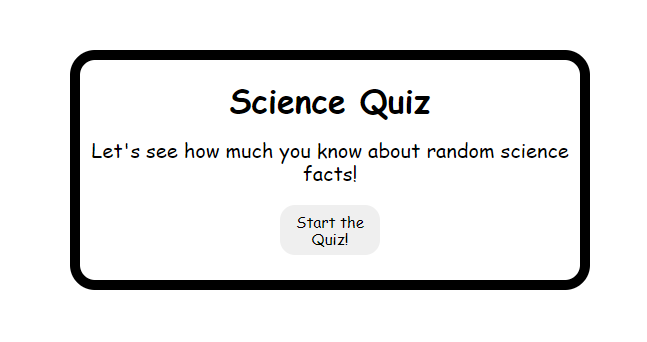 Science Quiz
Let's see how much you know about random science
facts!
Start the
Quiz!